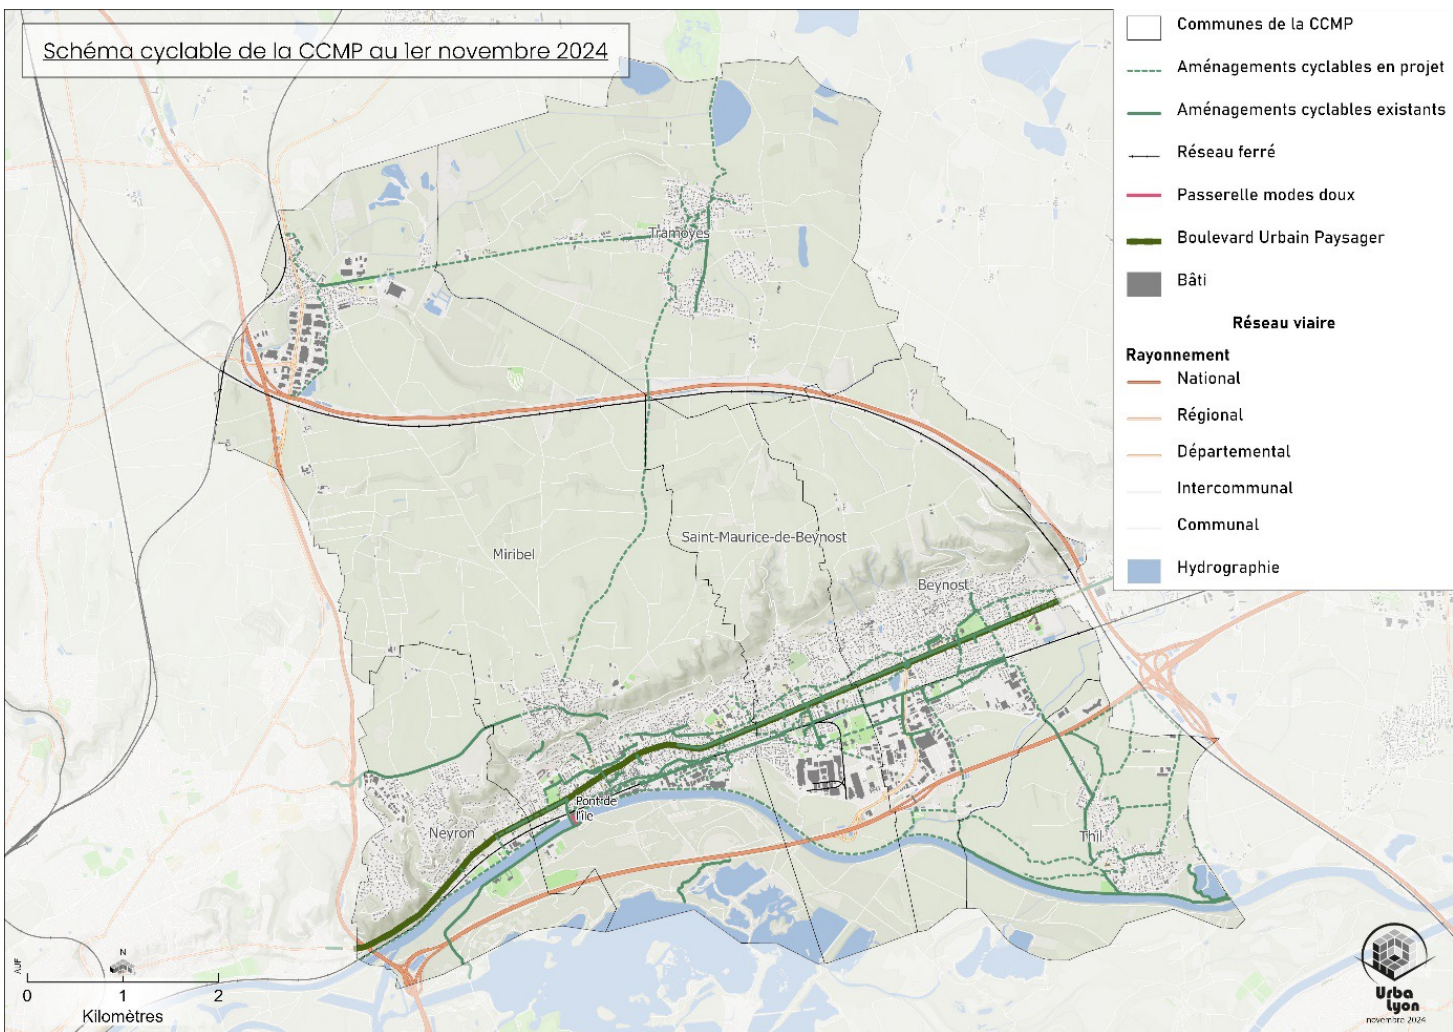 Schéma cyclable de la CCMP au 1er novembre 2024
Communes de la CCMP
Aménagements cyclables en projet
Aménagements cyclables existants
Réseau ferré
Passerelle modes doux
Boulevard Urbain Paysager
Bâti
Réseau viaire
Rayonnement
National
Régional
Départemental
Intercommunal
Communal
Hydrographie
Tramoyes
Miribel
Saint-Maurice-de-Beynost
Beynost
Pont de
l'île
Neyron
Thil
N
0 1 2
Kilomètres
Urba
Lyon
novembre 2024